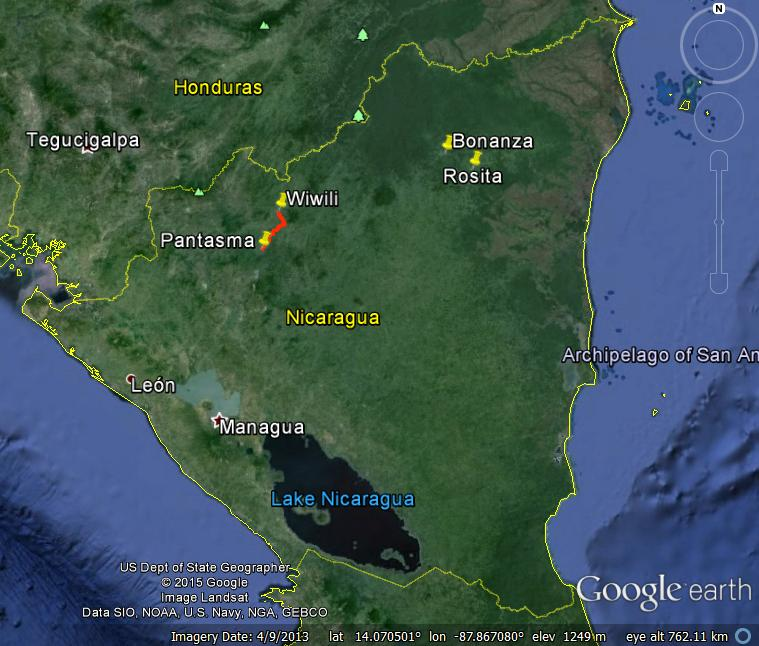 N
Honduras
Tegucigalpa
Bonanza
Rosita
Wiwili
Pantasma
Nicaragua
Archipelago of San An
León
Managua
Lake Nicaragua
US Dept of State Geographer
© 2015 Google
Image Landsat
Data SIO, NOAA, U.S. Navy, NGA, GEBCO
Google earth
Imagery Date: 4/9/2013 lat 14.070501° lon -87.867080° elev 1249 m eye alt 762.11 km